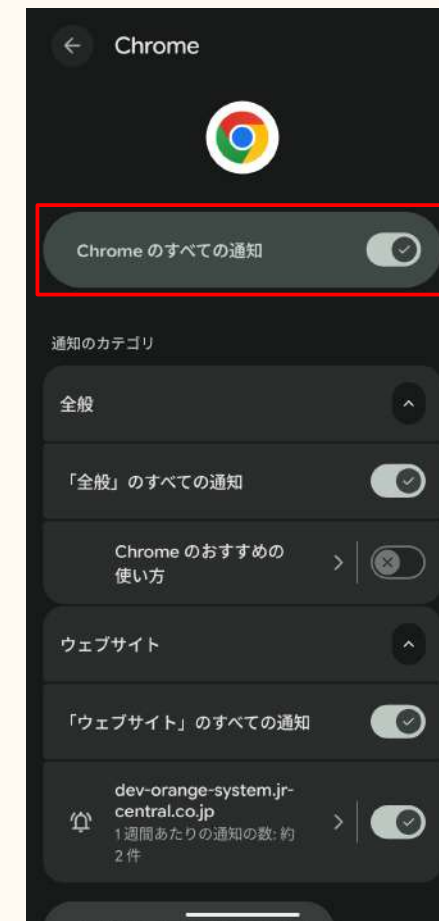 Chrome
Chrome のすべての通知
通知のカテゴリ
全般
「全般」のすべての通知
Chrome のおすすめの
使い方
ウェブサイト
「ウェブサイト」のすべての通知
dev-orange-system.jr-
central.co.jp
1 週間あたりの通知の数: 約
2 件